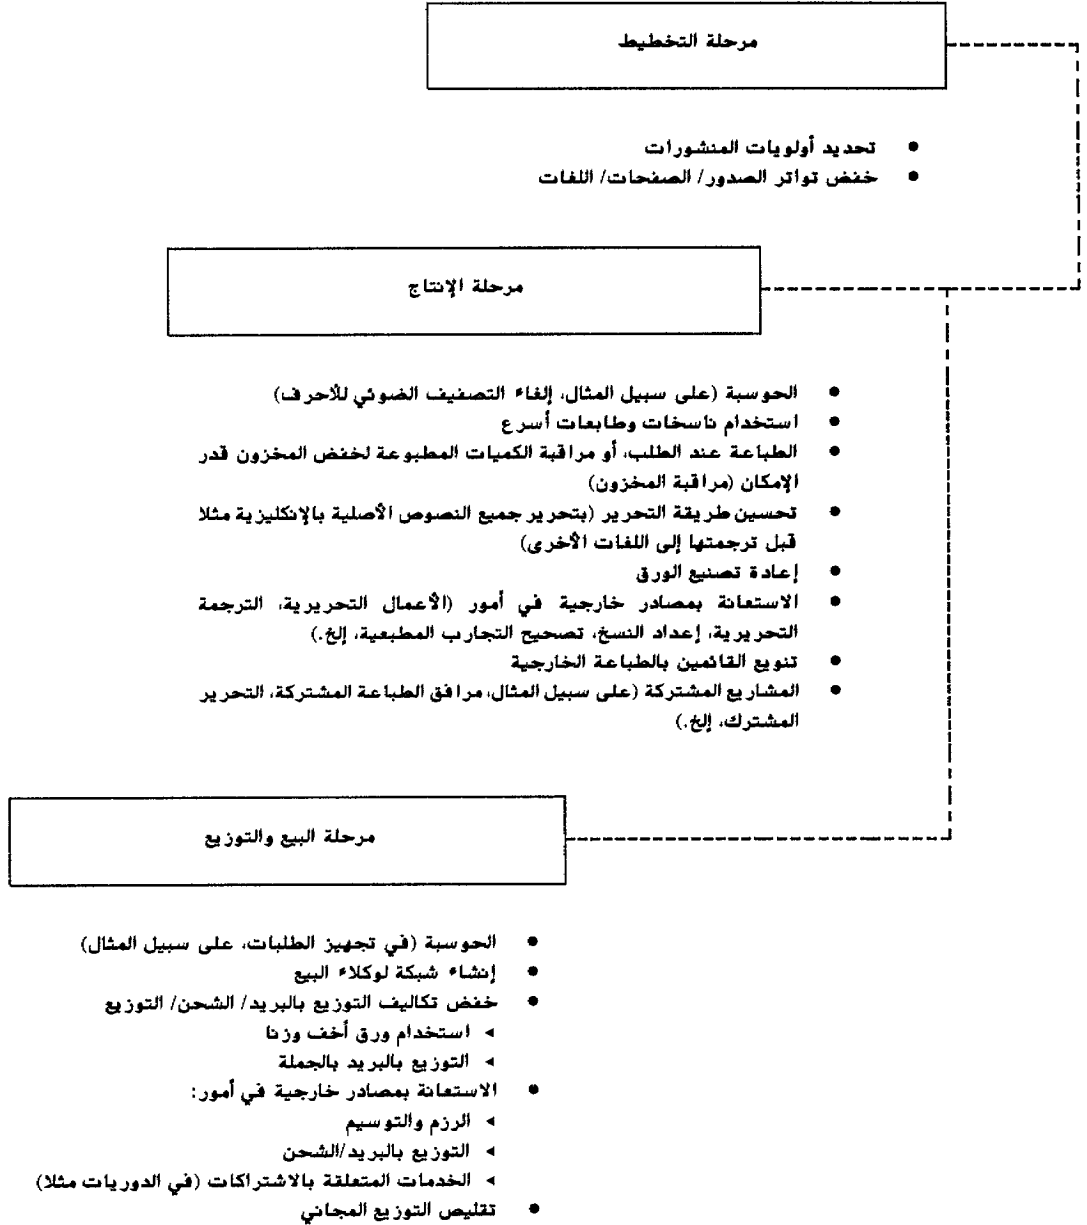 مرحلة التخطيط
• تحديد أولويات المنشورات
• خفض تواتر الصدور/ الصفحات/ اللغات
مرحلة الإنتاج
• الحوسبة (على سبيل المثال، إلغاء التصفيف الضوئي للأحرف)
• استخدام ناسخات وطابعات أسرع
• الطباعة عند الطلب، أو مراقبة الكميات المطبوعة لخفض المخزون قدر
الإمكان (مراقبة المخزون)
• تحسين طريقة التحرير (بتحرير جميع النصوص الأصلية بالإنكليزية مثلا
قبل ترجمتها إلى اللغات الأخرى)
• إعادة تصنيع الورق
• الاستعانة بمصادر خارجية في أمور (الأعمال التحريرية، الترجمة
التحريرية، إعداد النسخ، تصحيح التجارب المطبعية، إلخ.)
• تنويع القائمين بالطباعة الخارجية
• المشاريع المشتركة (على سبيل المثال، مرافق الطباعة المشتركة، التحرير
المشترك، إلخ.)
مرحلة البيع والتوزيع
• الحوسبة (في تجهيز الطلبات، على سبيل المثال)
• إنشاء شبكة لوكلاء البيع
• خفض تكاليف التوزيع بالبريد/ الشحن/ التوزيع
◂ استخدام ورق أخف وزنا
◂ التوزيع بالبريد بالجملة
• الاستعانة بمصادر خارجية في أمور:
◂ الرزم والتوسيم
◂ التوزيع بالبريد/الشحن
◂ الخدمات المتعلقة بالاشتراكات (في الدوريات مثلا)
• تقليص التوزيع المجاني